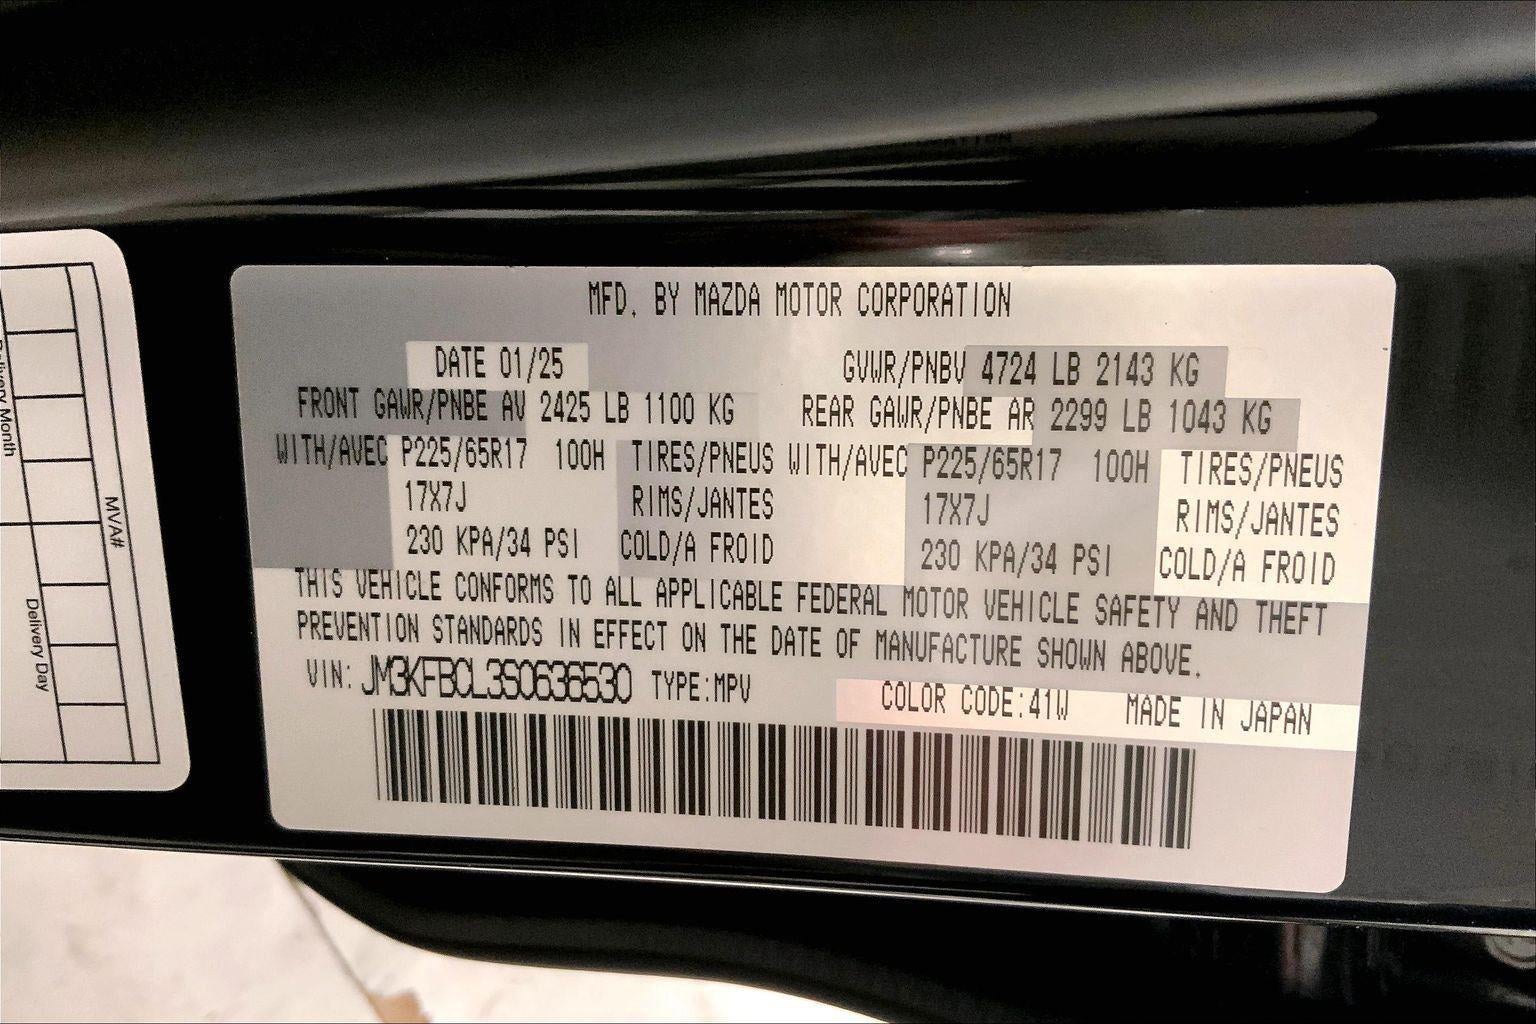 MFD. BY MAZDA MOTOR CORPORATION
DATE 01/25 GVWR/PNBV 4724 LB 2143 KG
FRONT GAWR/PNBE AV 2425 LB 1100 KG REAR GAWR/PNBE AR 2299 LB 1043 KG
WITH/AVEC P225/65R17 100H TIRES/PNEUS WITH/AVEC P225/65R17 100H TIRES/PNEUS
17X7J RIMS/JANTES 17X7J RIMS/JANTES
230 KPA/34 PSI COLD/A FROID 230 KPA/34 PSI COLD/A FROID
THIS VEHICLE CONFORMS TO ALL APPLICABLE FEDERAL MOTOR VEHICLE SAFETY AND THEFT
PREVENTION STANDARDS IN EFFECT ON THE DATE OF MANUFACTURE SHOWN ABOVE.
VIN: JM3KFBCL3S0636530 TYPE:MPV COLOR CODE:41W MADE IN JAPAN
MVA#
Delivery Month
Delivery Day